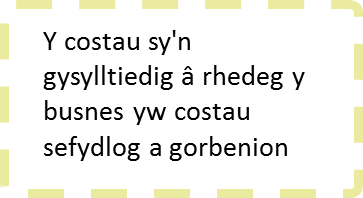 Y costau sy'n
gysylltiedig â rhedeg y
busnes yw costau
sefydlog a gorbenion